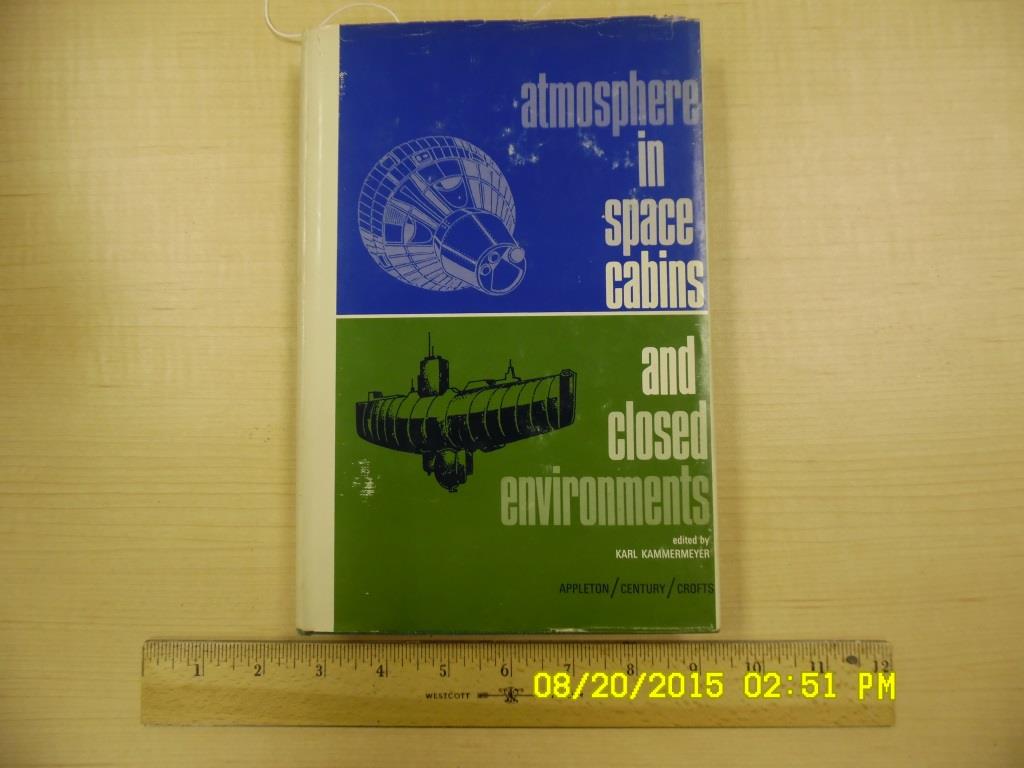 atmosphere
in
space
cabins
and
closed
environments
edited by
KARL KAMMERMEYER
APPLETON/CENTURY/CROFTS
1 2 3 4 5 6 7 8 9 10 11 12
WESTCOTT
08/20/2015 02:51 PM